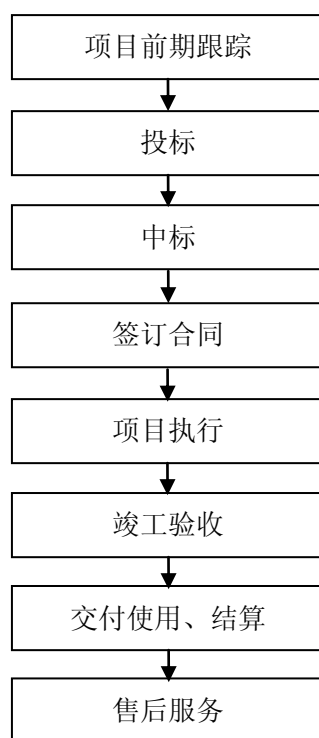 项目前期跟踪
投标
中标
签订合同
项目执行
竣工验收
交付使用、结算
售后服务